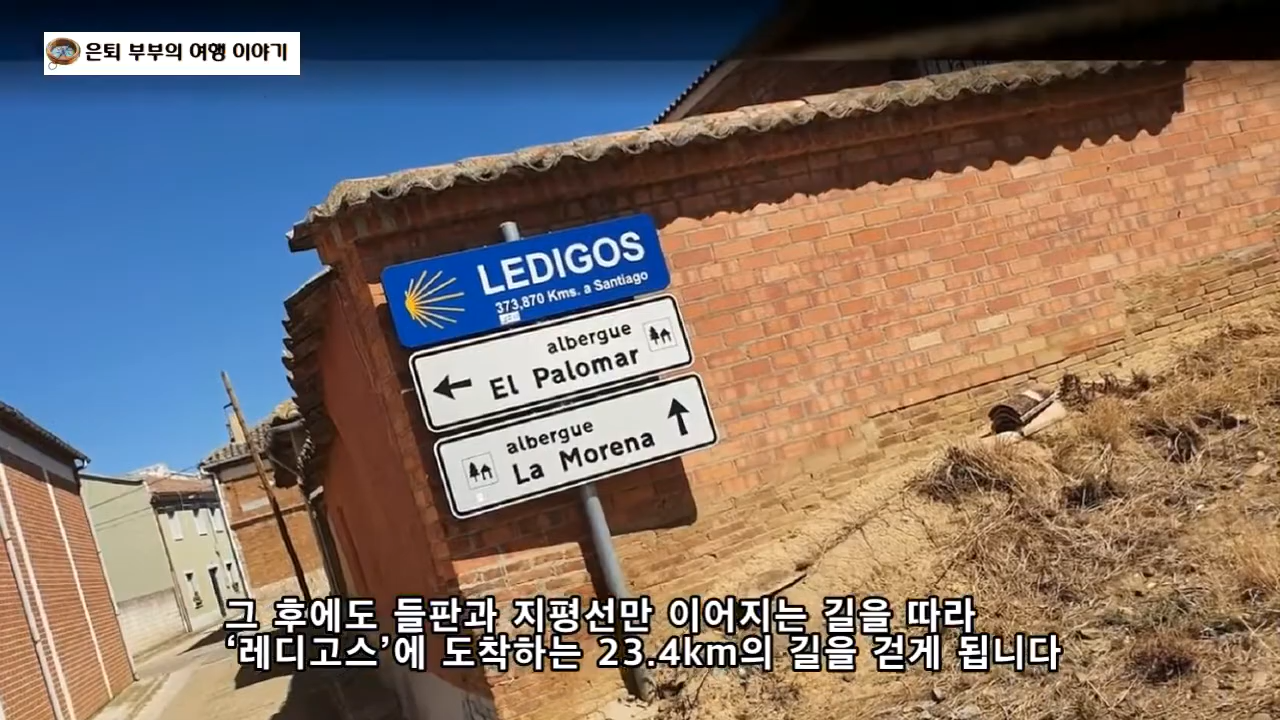 은퇴 부부의 여행 이야기
LEDIGOS
373,870 Kms. a Santiago
albergue
El Palomar
albergue
La Morena
그 후에도 들판과 지평선만 이어지는 길을 따라
‘레디고스’에 도착하는 23.4km의 길을 걷게 됩니다